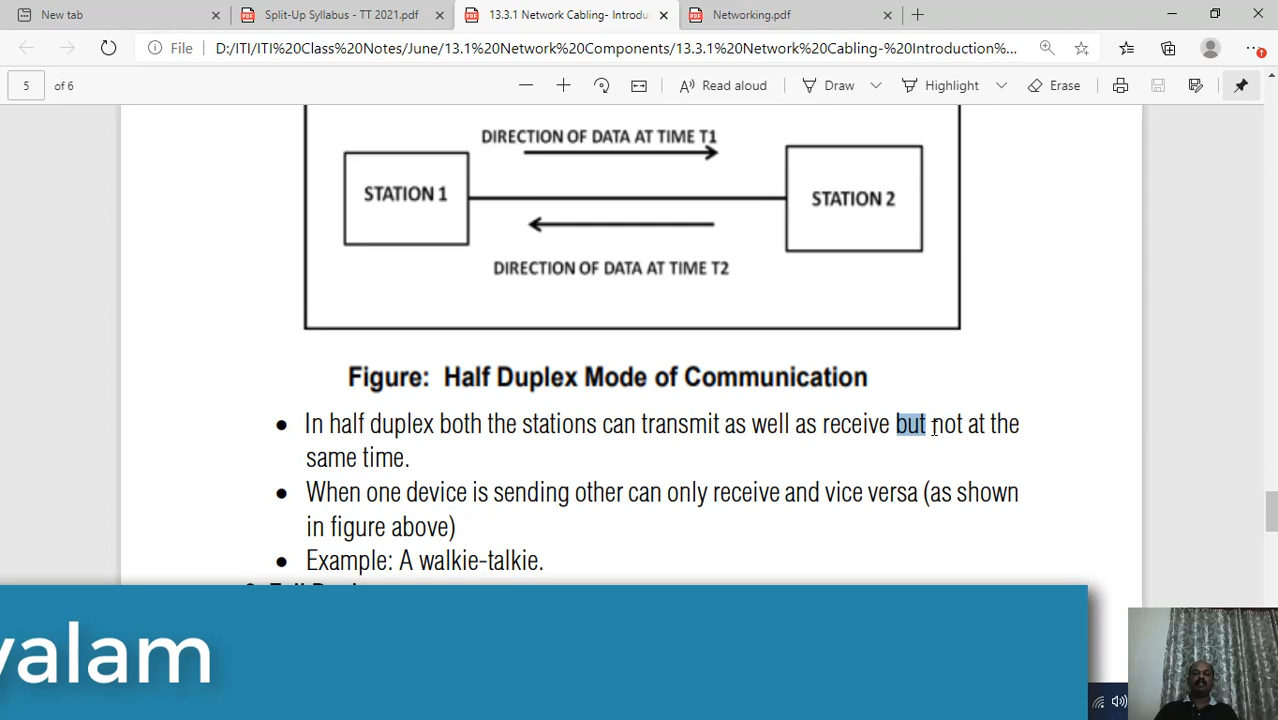 New tab
Split-Up Syllabus - TT 2021.pdf
13.3.1 Network Cabling- Introdu
Networking.pdf
File
D:/ITI/ITI%20Class%20Notes/June/13.1%20Network%20Components/13.3.1%20Network%20Cabling-%20Introduction%...
5 of 6
Read aloud
Draw
Highlight
Erase
DIRECTION OF DATA AT TIME T1
STATION 1
STATION 2
DIRECTION OF DATA AT TIME T2
Figure: Half Duplex Mode of Communication
• In half duplex both the stations can transmit as well as receive but not at the
same time.
• When one device is sending other can only receive and vice versa (as shown
in figure above)
• Example: A walkie-talkie.
yalam